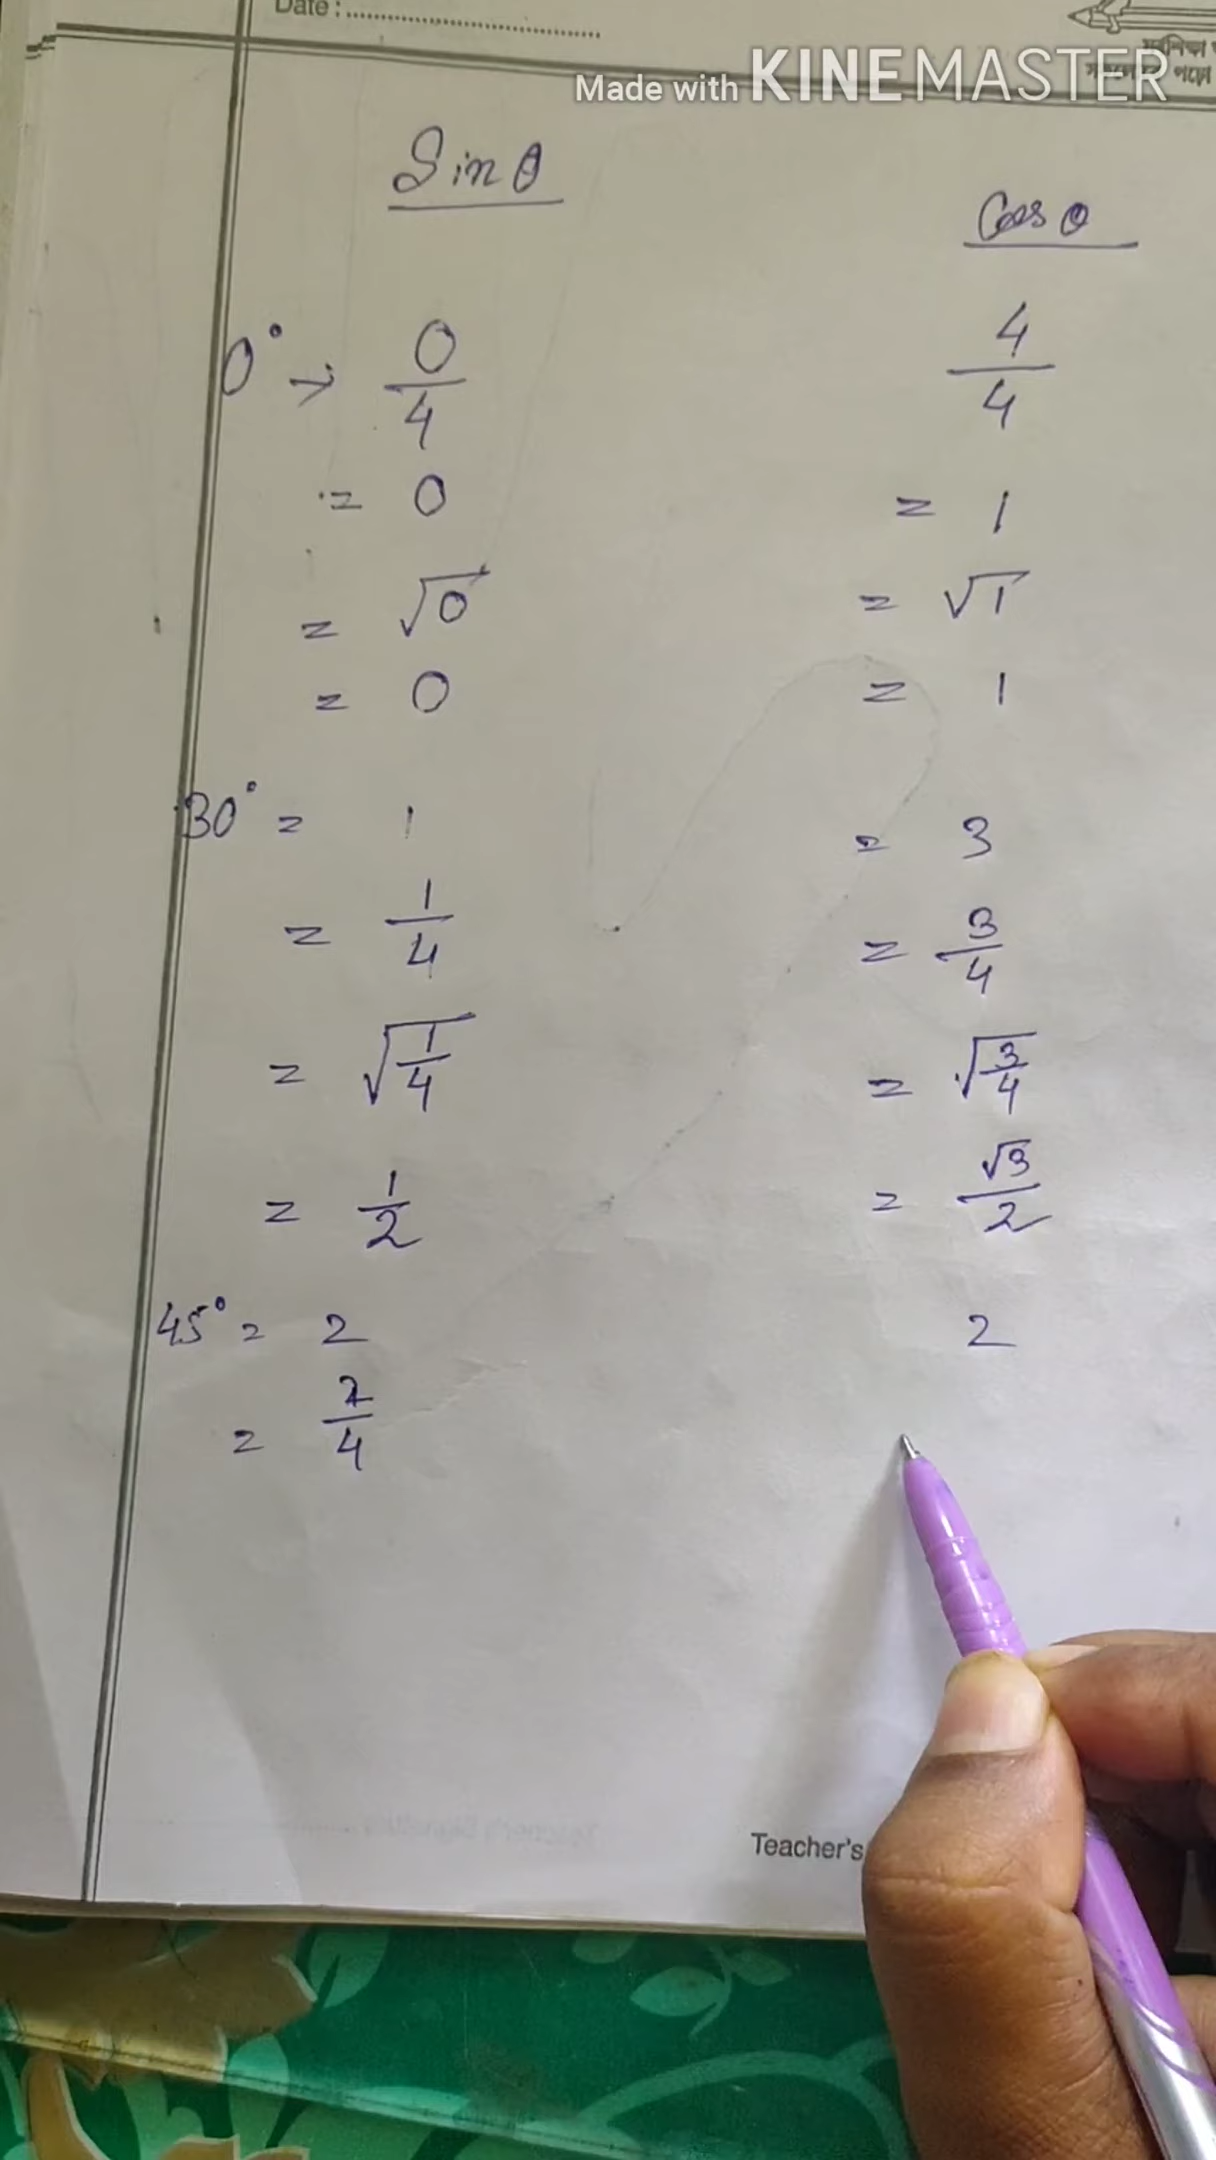 Date : ..........................
Made with KINEMASTER
Sin θ
Cos θ
0° → 0/4
4/4
= 0
= 1
= √0
= √1
= 0
= 1
30° = 1
= 3
= 1/4
= 3/4
= √1/4
= √3/4
= 1/2
= √3/2
45° = 2
2
= 2/4
Teacher's